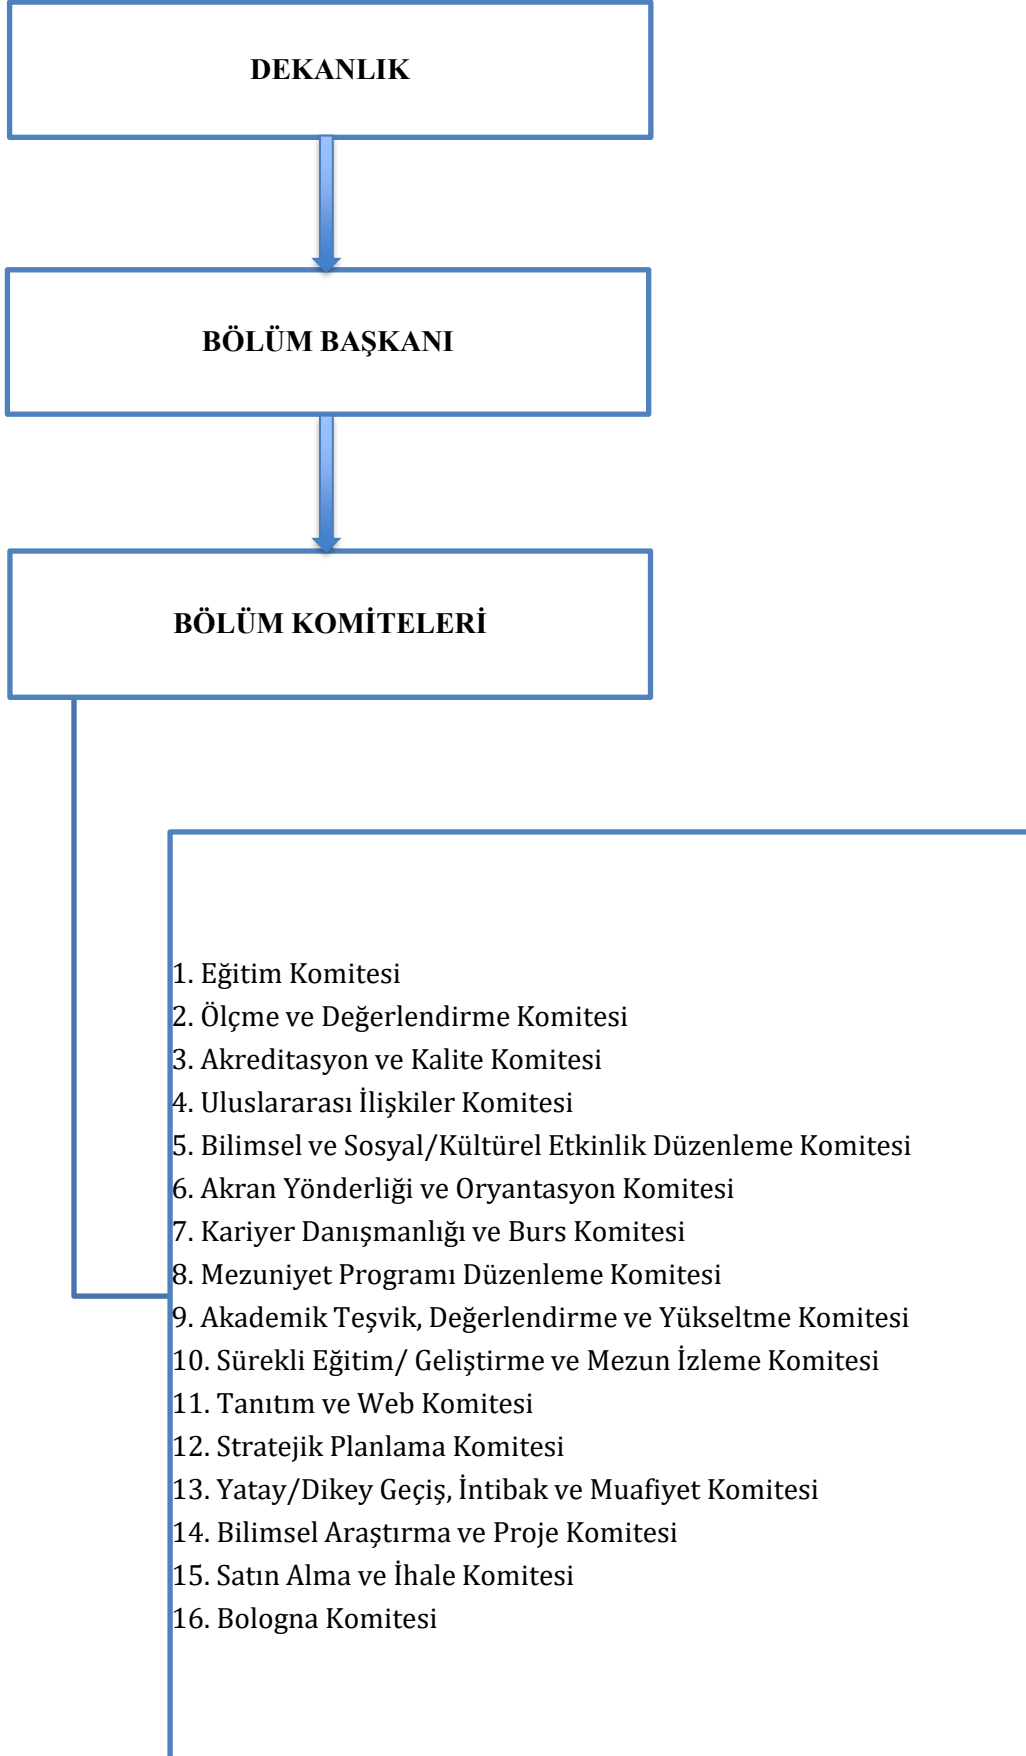 DEKANLIK
BÖLÜM BAŞKANI
BÖLÜM KOMİTELERİ
1. Eğitim Komitesi
2. Ölçme ve Değerlendirme Komitesi
3. Akreditasyon ve Kalite Komitesi
4. Uluslararası İlişkiler Komitesi
5. Bilimsel ve Sosyal/Kültürel Etkinlik Düzenleme Komitesi
6. Akran Yönderliği ve Oryantasyon Komitesi
7. Kariyer Danışmanlığı ve Burs Komitesi
8. Mezuniyet Programı Düzenleme Komitesi
9. Akademik Teşvik, Değerlendirme ve Yükseltme Komitesi
10. Sürekli Eğitim/ Geliştirme ve Mezun İzleme Komitesi
11. Tanıtım ve Web Komitesi
12. Stratejik Planlama Komitesi
13. Yatay/Dikey Geçiş, İntibak ve Muafiyet Komitesi
14. Bilimsel Araştırma ve Proje Komitesi
15. Satın Alma ve İhale Komitesi
16. Bologna Komitesi